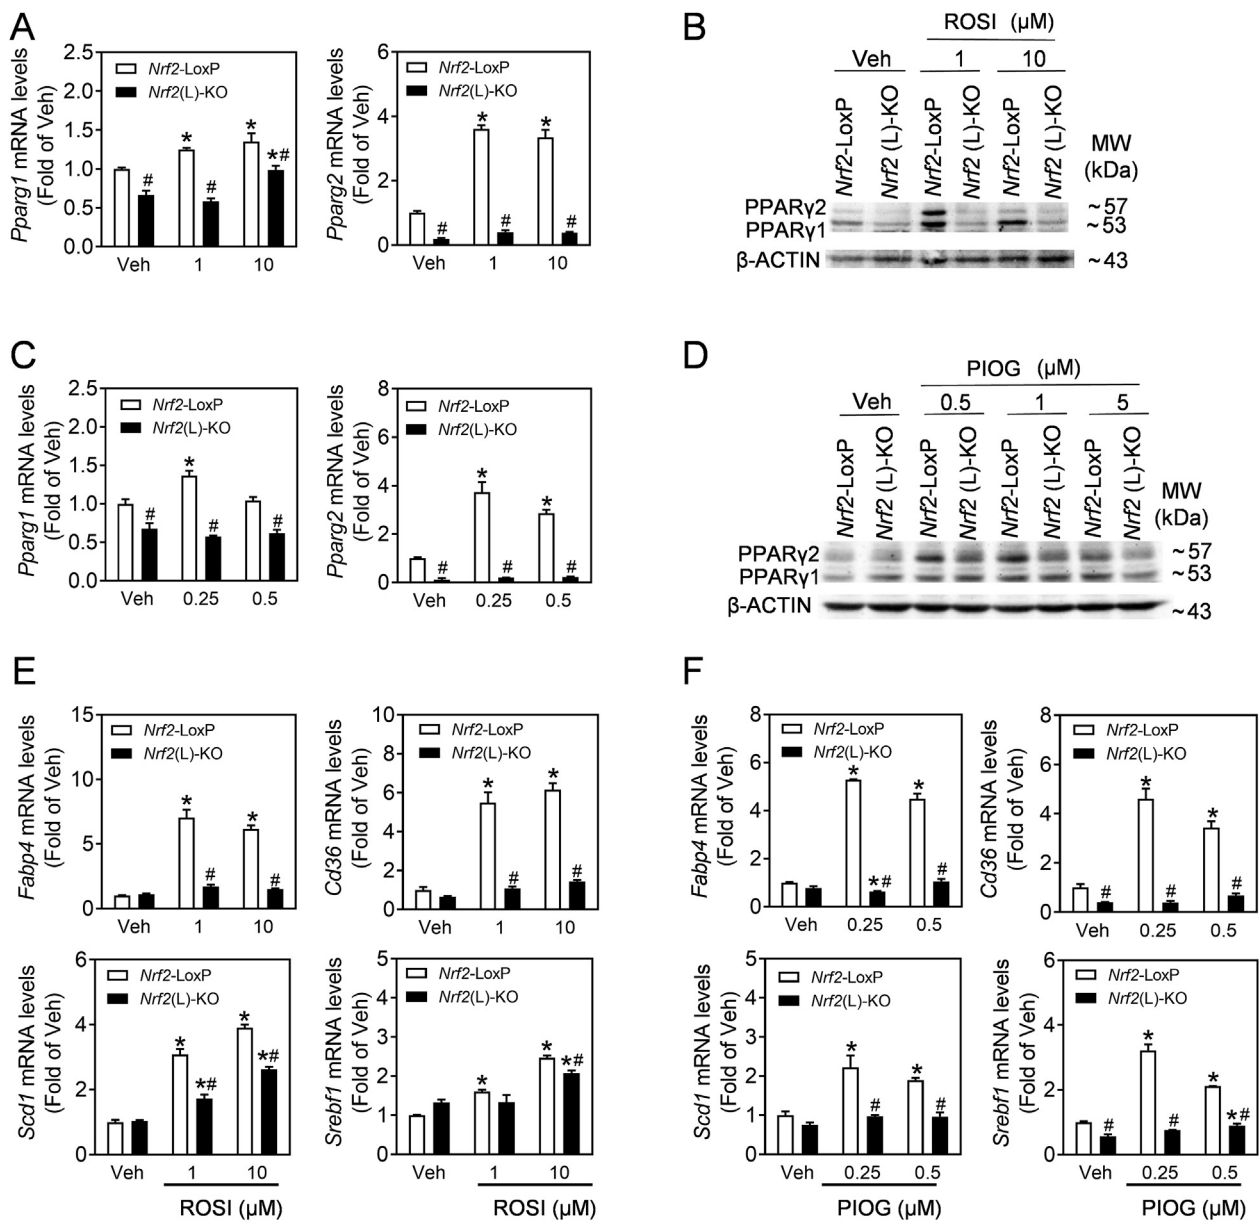 A
Pparg1 mRNA levels
(Fold of Veh)
2.5
2.0
1.5
1.0
0.5
0.0
Nrf2-LoxP
Nrf2(L)-KO
*
*
*#
#
#
Veh
1
10
Pparg2 mRNA levels
(Fold of Veh)
6
4
2
0
Nrf2-LoxP
Nrf2(L)-KO
*
*
#
#
#
Veh
1
10
B
ROSI (μM)
Veh
1
10
Nrf2-LoxP
Nrf2 (L)-KO
Nrf2-LoxP
Nrf2 (L)-KO
Nrf2-LoxP
Nrf2 (L)-KO
MW
(kDa)
PPARγ2
~57
PPARγ1
~53
β-ACTIN
~43
C
Pparg1 mRNA levels
(Fold of Veh)
2.5
2.0
1.5
1.0
0.5
0.0
Nrf2-LoxP
Nrf2(L)-KO
*
#
#
#
Veh
0.25
0.5
Pparg2 mRNA levels
(Fold of Veh)
8
6
4
2
0
Nrf2-LoxP
Nrf2(L)-KO
*
*
#
#
#
Veh
0.25
0.5
D
PIOG (μM)
Veh
0.5
1
5
Nrf2-LoxP
Nrf2 (L)-KO
Nrf2-LoxP
Nrf2 (L)-KO
Nrf2-LoxP
Nrf2 (L)-KO
Nrf2-LoxP
Nrf2 (L)-KO
MW
(kDa)
PPARγ2
~57
PPARγ1
~53
β-ACTIN
~43
E
Fabp4 mRNA levels
(Fold of Veh)
15
10
5
0
Nrf2-LoxP
Nrf2(L)-KO
*
*
#
#
Veh
1
10
Cd36 mRNA levels
(Fold of Veh)
10
8
6
4
2
0
Nrf2-LoxP
Nrf2(L)-KO
*
*
#
#
Veh
1
10
Scd1 mRNA levels
(Fold of Veh)
6
4
2
0
Nrf2-LoxP
Nrf2(L)-KO
*
*
*#
*#
Veh
1
10
ROSI (μM)
Srebf1 mRNA levels
(Fold of Veh)
5
4
3
2
1
0
Nrf2-LoxP
Nrf2(L)-KO
*
*
*#
Veh
1
10
ROSI (μM)
F
Fabp4 mRNA levels
(Fold of Veh)
8
6
4
2
0
Nrf2-LoxP
Nrf2(L)-KO
*
*
*#
#
Veh
0.25
0.5
Cd36 mRNA levels
(Fold of Veh)
8
6
4
2
0
Nrf2-LoxP
Nrf2(L)-KO
*
*
#
#
#
Veh
0.25
0.5
Scd1 mRNA levels
(Fold of Veh)
5
4
3
2
1
0
Nrf2-LoxP
Nrf2(L)-KO
*
*
#
#
Veh
0.25
0.5
PIOG (μM)
Srebf1 mRNA levels
(Fold of Veh)
6
4
2
0
Nrf2-LoxP
Nrf2(L)-KO
*
*
#
#
*#
Veh
0.25
0.5
PIOG (μM)